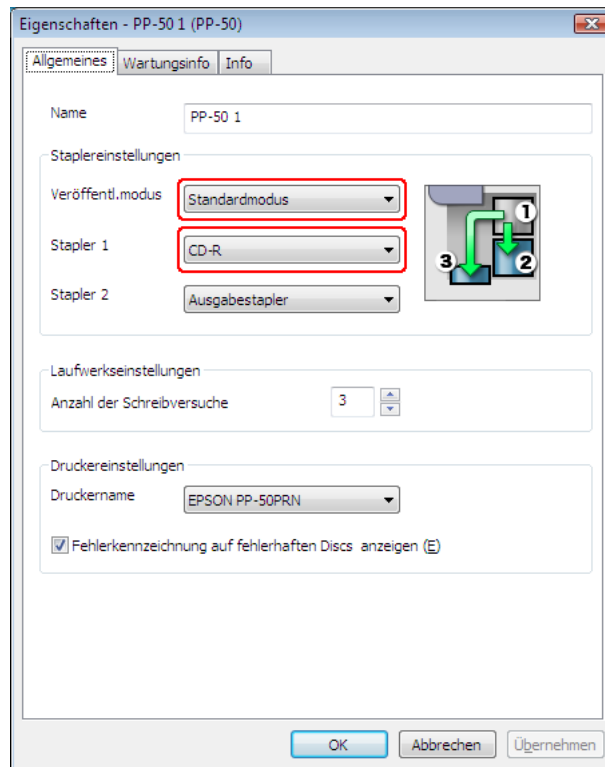 Eigenschaften - PP-50 1 (PP-50)
Allgemeines Wartungsinfo Info
Name PP-50 1
Staplereinstellungen
Veröffentl.modus Standardmodus
Stapler 1 CD-R
Stapler 2 Ausgabestapler
1
3 2
Laufwerkseinstellungen
Anzahl der Schreibversuche 3
Druckereinstellungen
Druckername EPSON PP-50PRN
Fehlerkennzeichnung auf fehlerhaften Discs anzeigen (E)
OK Abbrechen Übernehmen